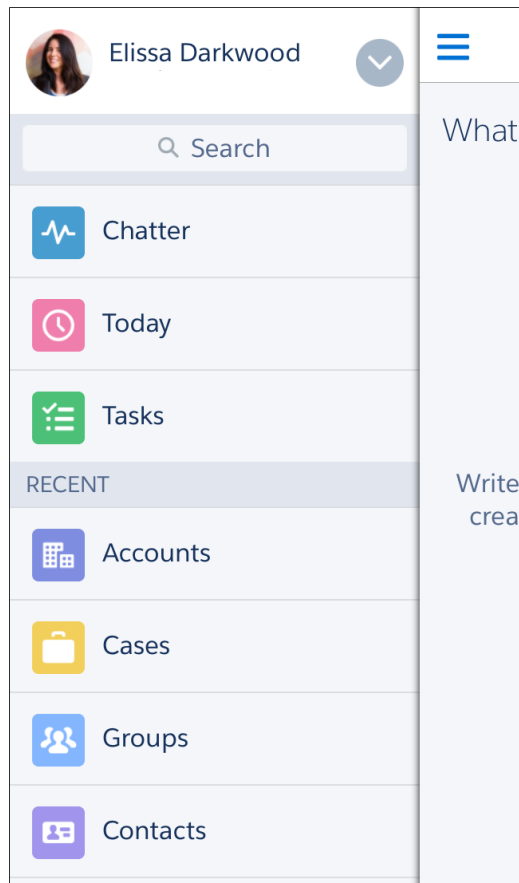 Elissa Darkwood
Search
Chatter
Today
Tasks
RECENT
Accounts
Cases
Groups
Contacts
What
Write
crea